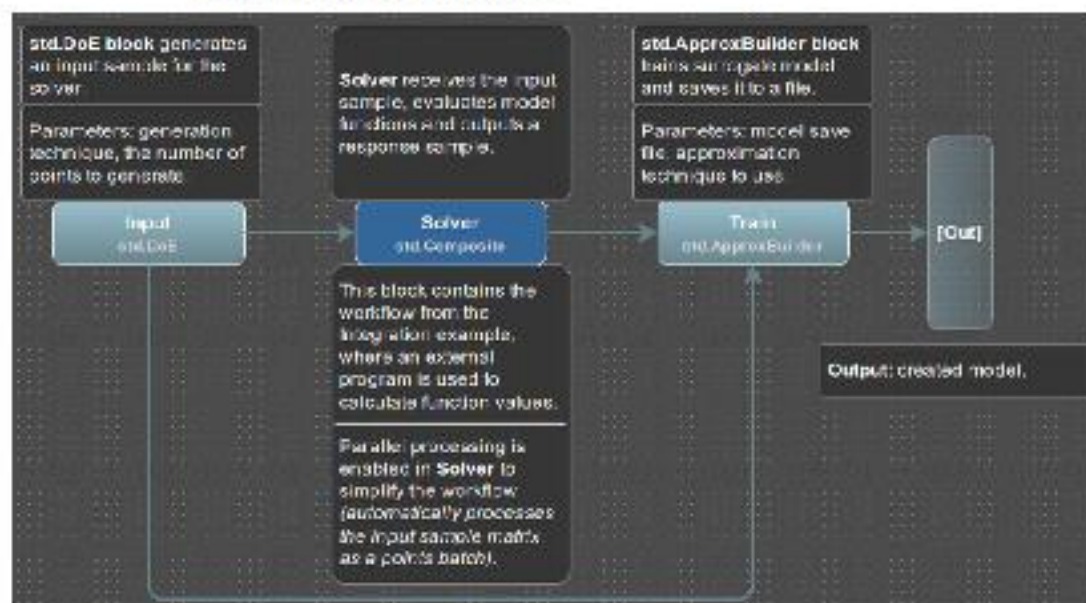 std.DoE block generates
an input sample for the
solver
Parameters: generation
technique, the number of
points to generate
Input
std.DoE
Solver receives the input
sample, evaluates model
functions and outputs a
response sample.
Solver
std.Composite
This block contains the
workflow from the
Integration example,
where an external
program is used to
calculate function values.
Parallel processing is
enabled in Solver to
simplify the workflow
(automatically processes
the input sample matrix
as a points batch).
std.ApproxBuilder block
trains surrogate model
and saves it to a file.
Parameters: model save
file, approximation
technique to use
Train
std.ApproxBuilder
[Out]
Output: created model.